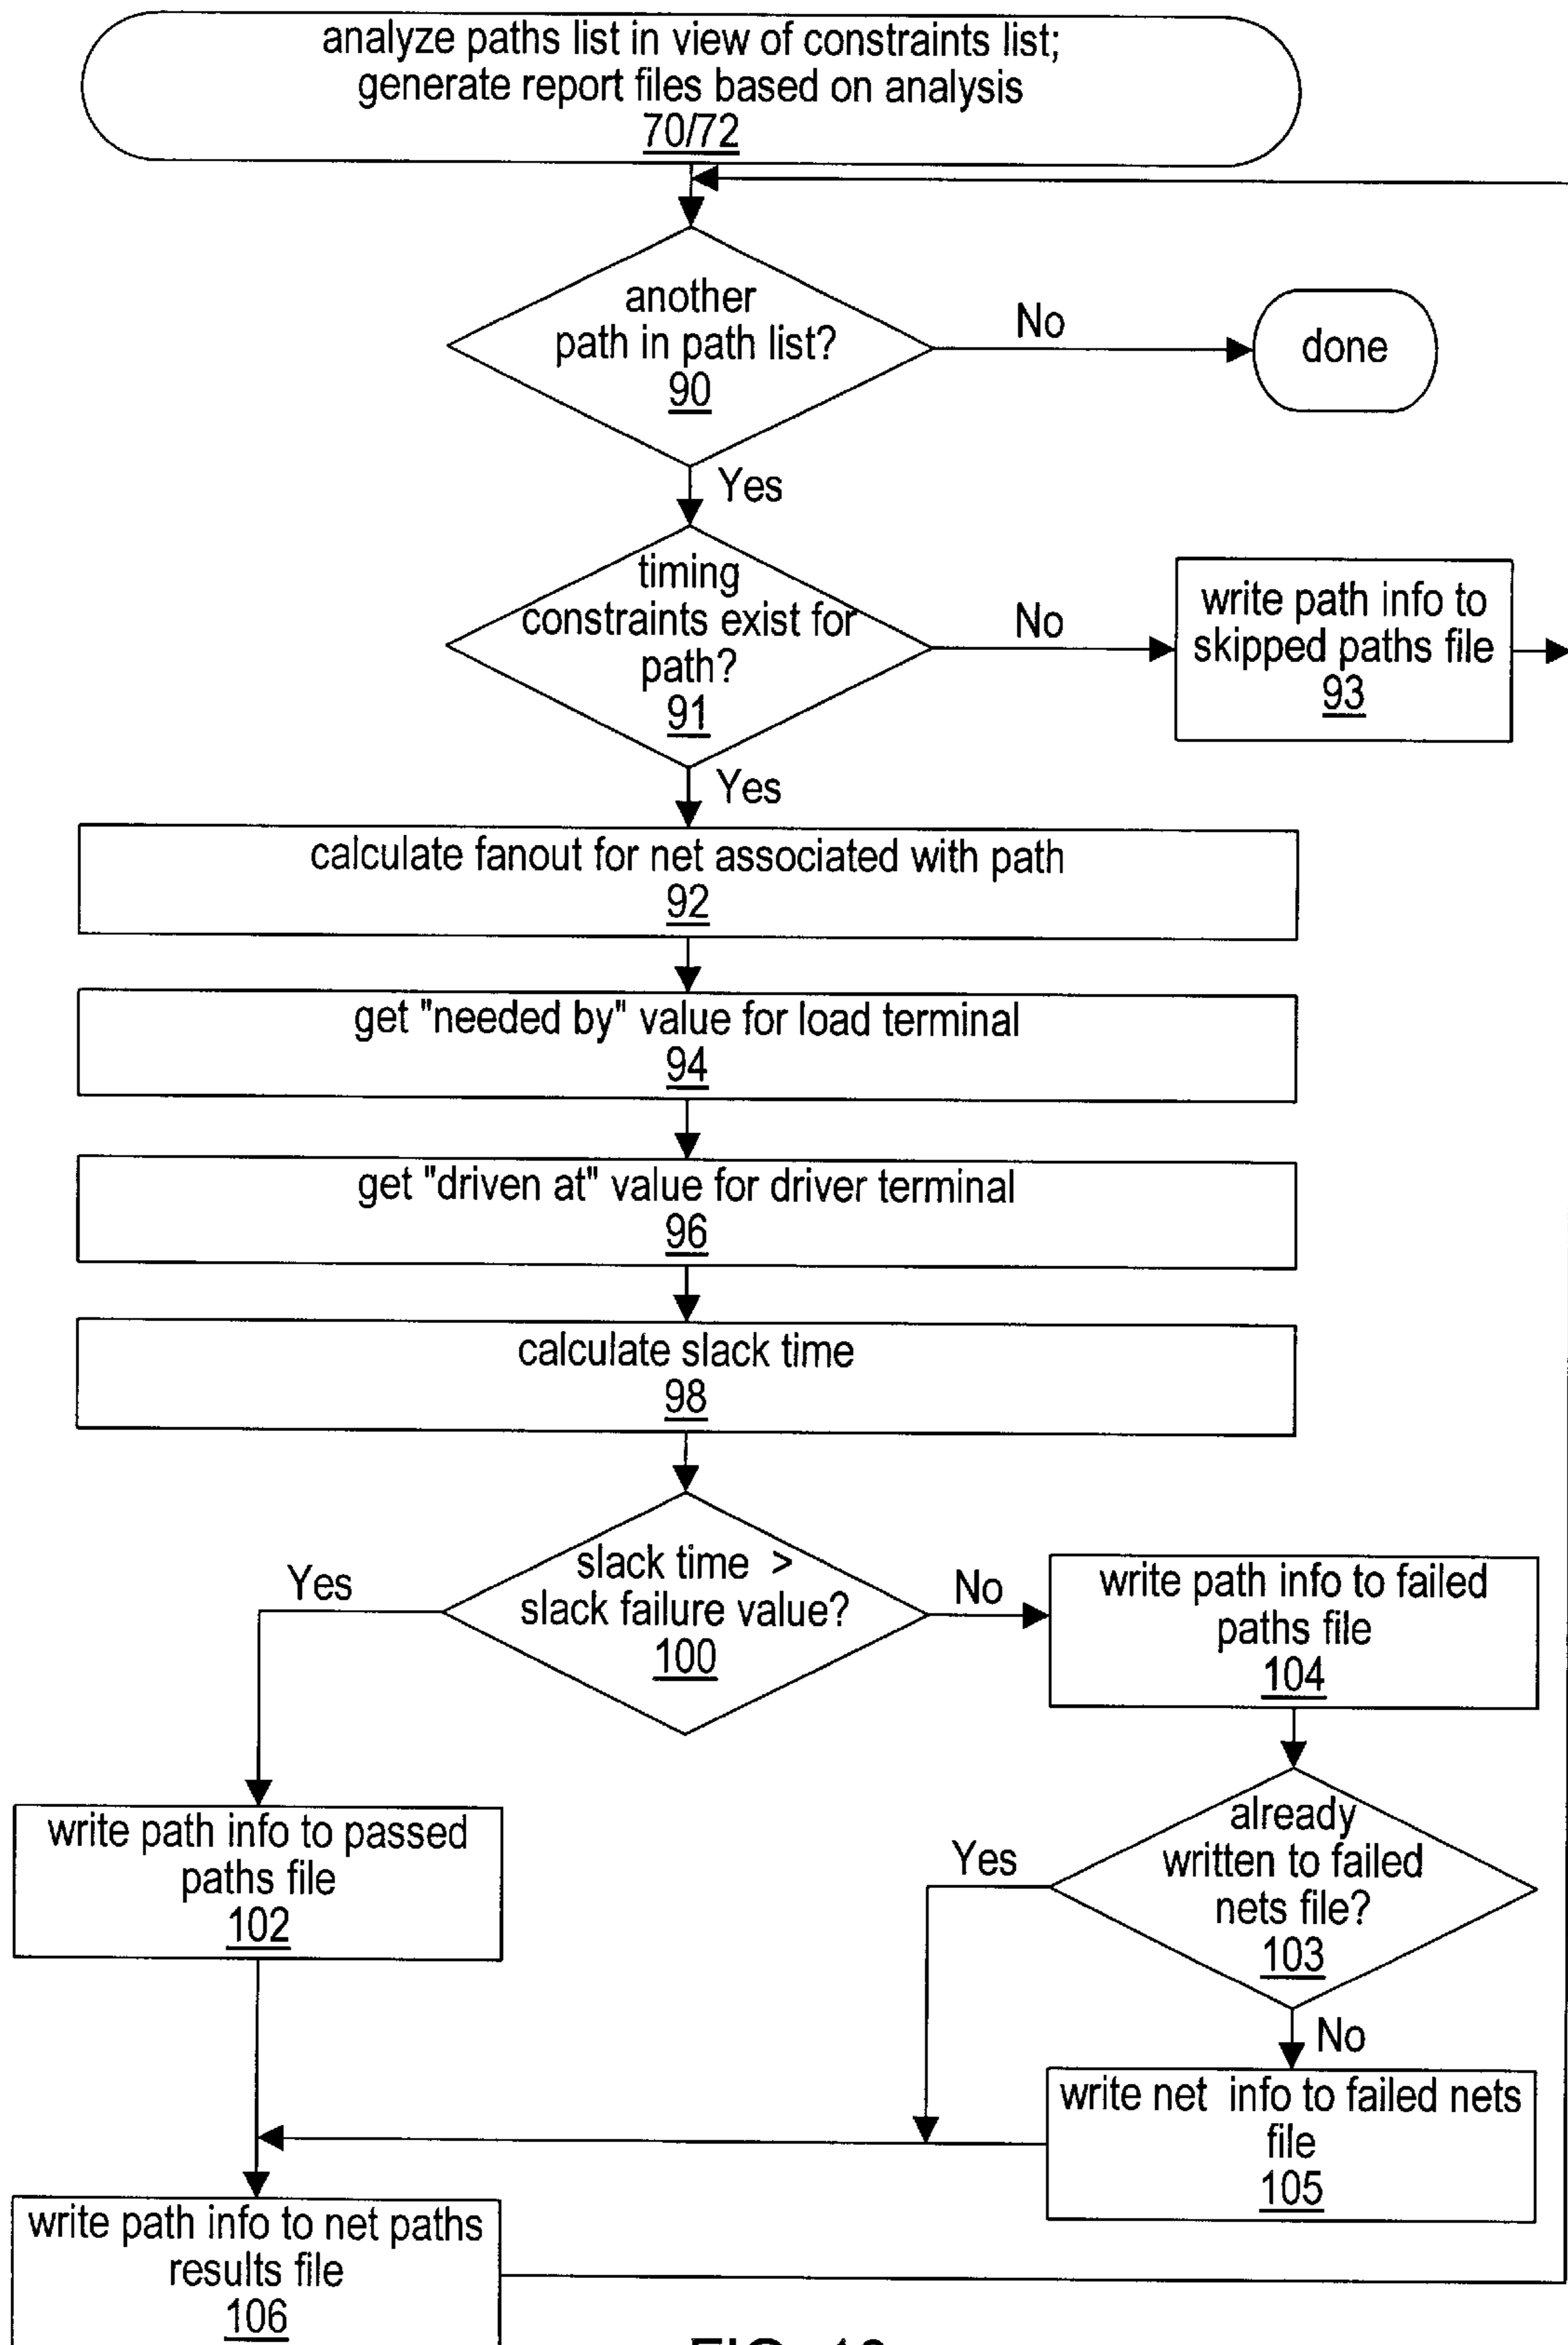 analyze paths list in view of constraints list;
generate report files based on analysis
70/72
another
path in path list?
90
No
done
Yes
timing
constraints exist for
path?
91
No
write path info to
skipped paths file
93
Yes
calculate fanout for net associated with path
92
get "needed by" value for load terminal
94
get "driven at" value for driver terminal
96
calculate slack time
98
slack time >
slack failure value?
100
Yes
No
write path info to failed
paths file
104
write path info to passed
paths file
102
already
written to failed
nets file?
103
Yes
No
write net info to failed nets
file
105
write path info to net paths
results file
106